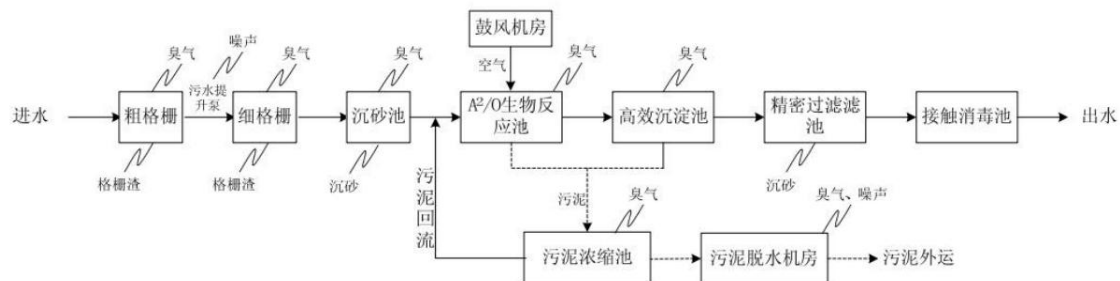 鼓风机房
噪声
臭气
臭气
臭气
空气
臭气
臭气
污水提
升泵
进水
粗格栅
细格栅
沉砂池
A²/O生物反
应池
高效沉淀池
精密过滤滤
池
接触消毒池
出水
格栅渣
格栅渣
沉砂
沉砂
污泥回流
污泥
臭气
臭气、噪声
污泥浓缩池
污泥脱水机房
污泥外运